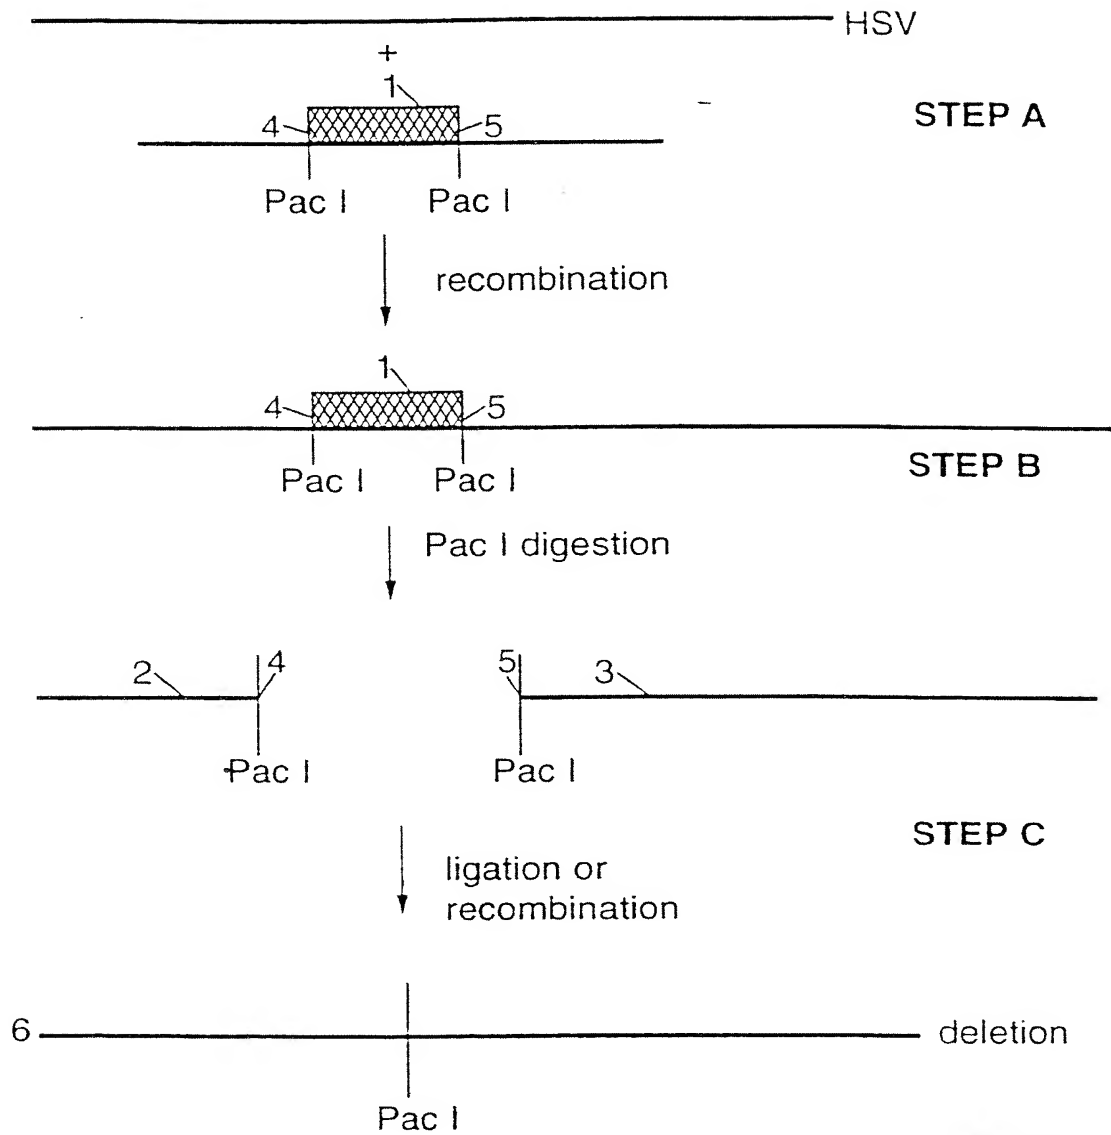 HSV
+
1
STEP A
4 5
Pac I Pac I
recombination
1
4 5
Pac I Pac I
STEP B
Pac I digestion
2 4 5 3
Pac I Pac I
STEP C
ligation or
recombination
6 deletion
Pac I